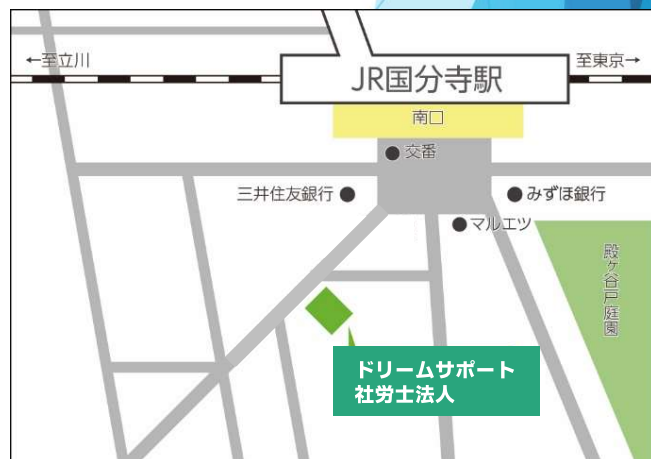 ←至立川
至東京→
JR国分寺駅
南口
交番
三井住友銀行
みずほ銀行
マルエツ
殿ヶ谷戸庭園
ドリームサポート
社労士法人